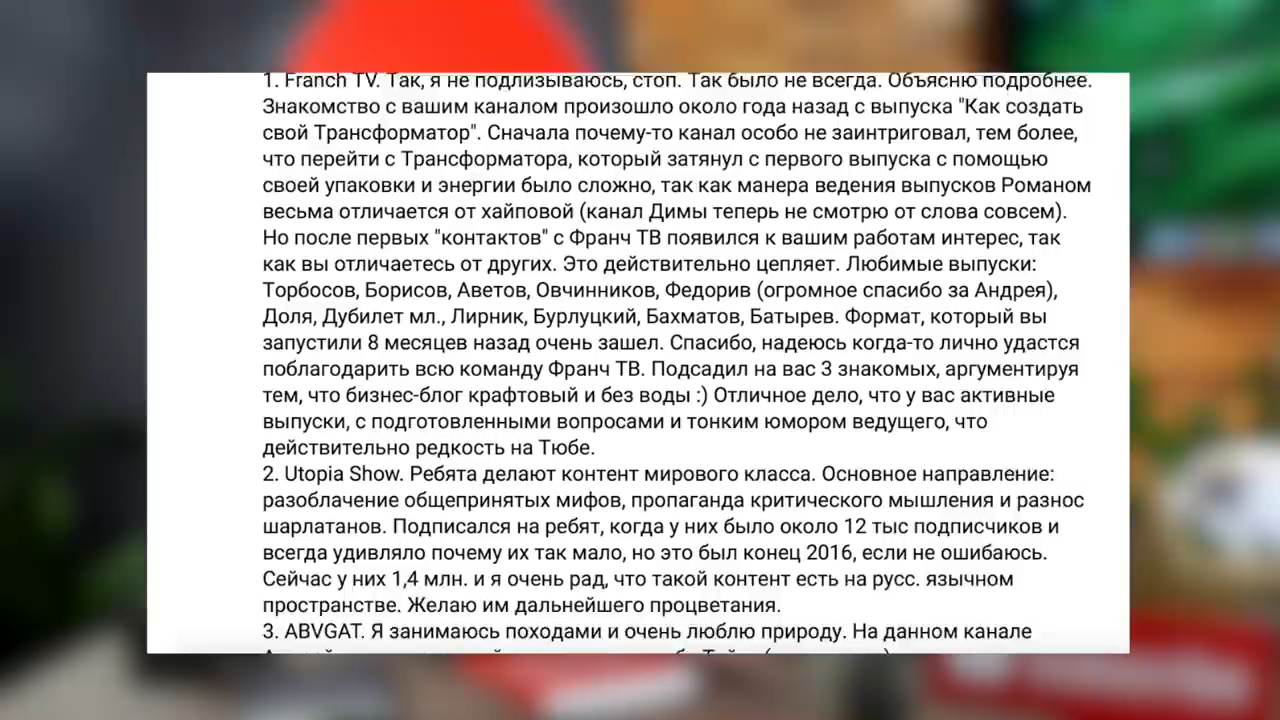 1. Franch TV. Так, я не подлизываюсь, стоп. Так было не всегда. Объясню подробнее.
Знакомство с вашим каналом произошло около года назад с выпуска "Как создать
свой Трансформатор". Сначала почему-то канал особо не заинтриговал, тем более,
что перейти с Трансформатора, который затянул с первого выпуска с помощью
своей упаковки и энергии было сложно, так как манера ведения выпусков Романом
весьма отличается от хайповой (канал Димы теперь не смотрю от слова совсем).
Но после первых "контактов" с Франч ТВ появился к вашим работам интерес, так
как вы отличаетесь от других. Это действительно цепляет. Любимые выпуски:
Торбосов, Борисов, Аветов, Овчинников, Федорив (огромное спасибо за Андрея),
Доля, Дубилет мл., Лирник, Бурлуцкий, Бахматов, Батырев. Формат, который вы
запустили 8 месяцев назад очень зашел. Спасибо, надеюсь когда-то лично удастся
поблагодарить всю команду Франч ТВ. Подсадил на вас 3 знакомых, аргументируя
тем, что бизнес-блог крафтовый и без воды :) Отличное дело, что у вас активные
выпуски, с подготовленными вопросами и тонким юмором ведущего, что
действительно редкость на Тюбе.
2. Utopia Show. Ребята делают контент мирового класса. Основное направление:
разоблачение общепринятых мифов, пропаганда критического мышления и разнос
шарлатанов. Подписался на ребят, когда у них было около 12 тыс подписчиков и
всегда удивляло почему их так мало, но это был конец 2016, если не ошибаюсь.
Сейчас у них 1,4 млн. и я очень рад, что такой контент есть на русс. язычном
пространстве. Желаю им дальнейшего процветания.
3. ABVGAT. Я занимаюсь походами и очень люблю природу. На данном канале